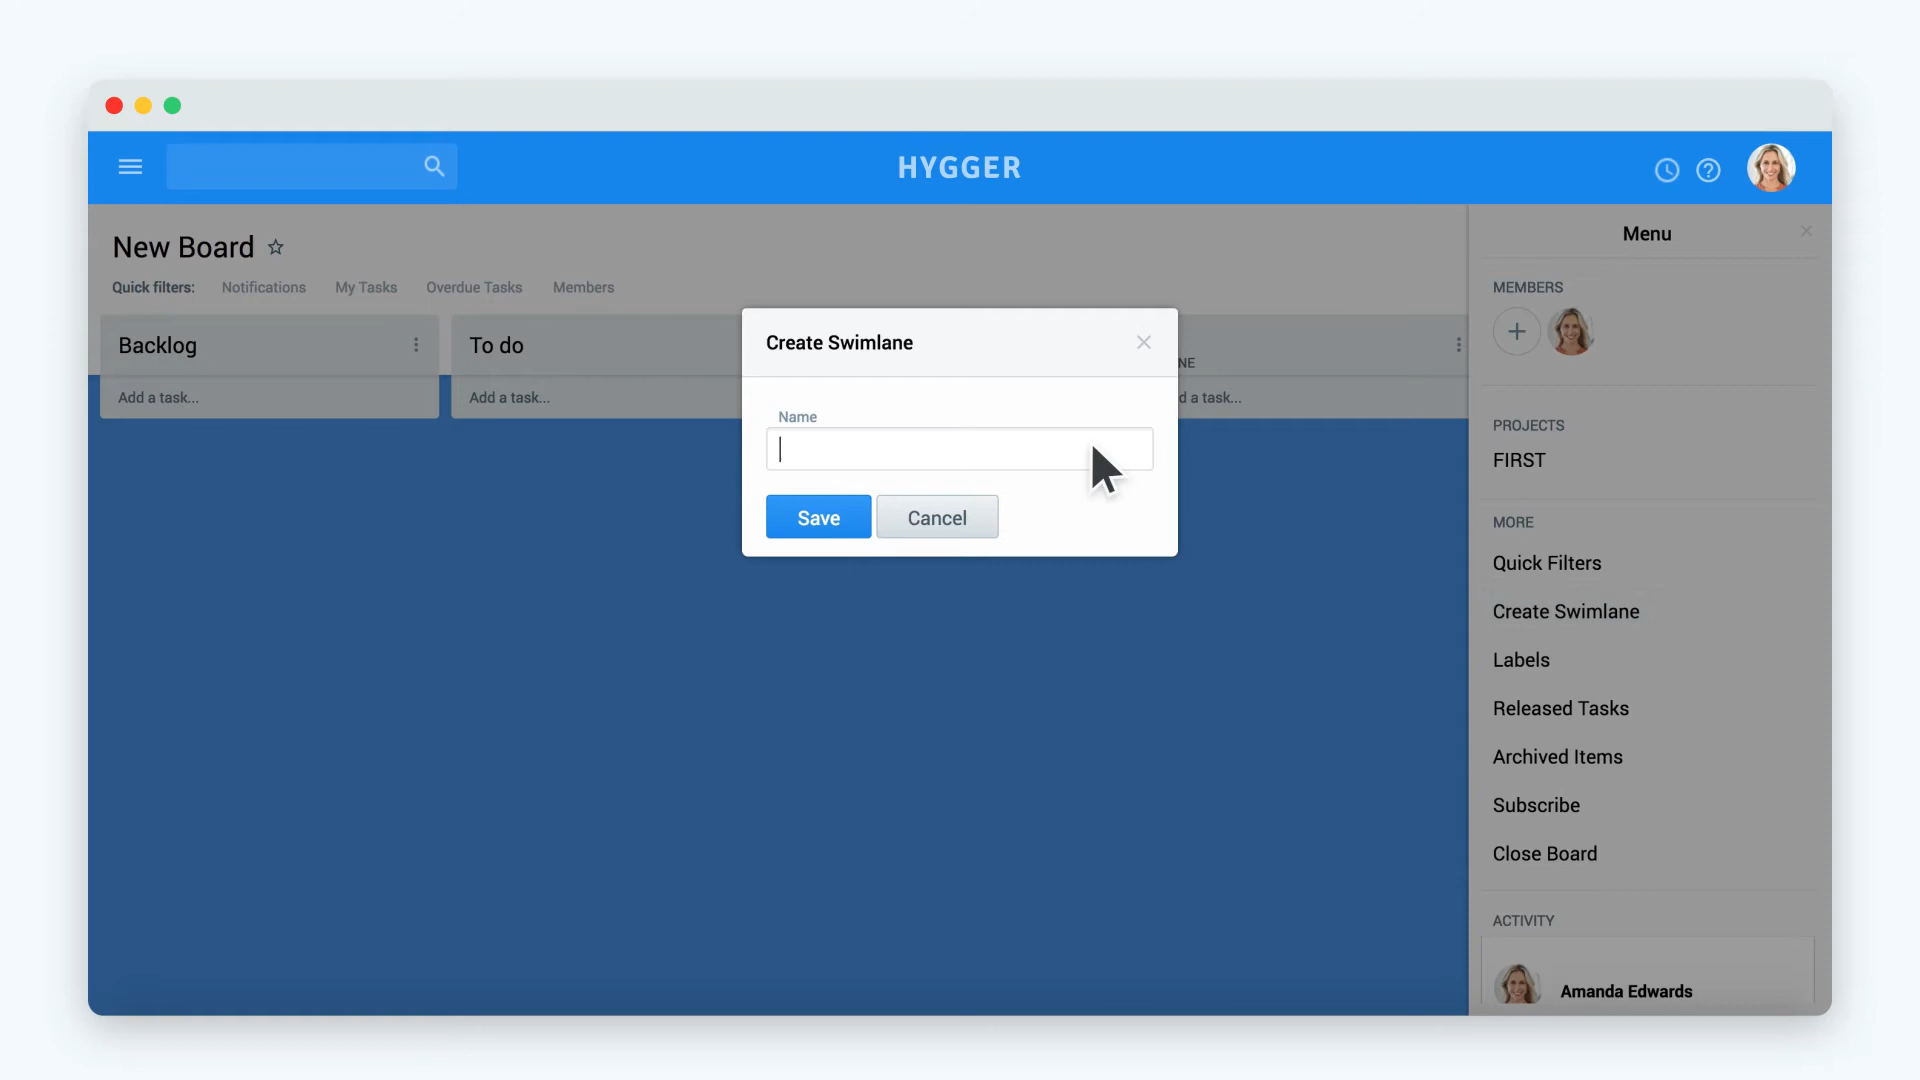 HYGGER
New Board
Quick filters: Notifications My Tasks Overdue Tasks Members
Backlog
Add a task...
To do
Add a task...
NE
d a task...
Create Swimlane
Name
Save Cancel
Menu
MEMBERS
PROJECTS
FIRST
MORE
Quick Filters
Create Swimlane
Labels
Released Tasks
Archived Items
Subscribe
Close Board
ACTIVITY
Amanda Edwards